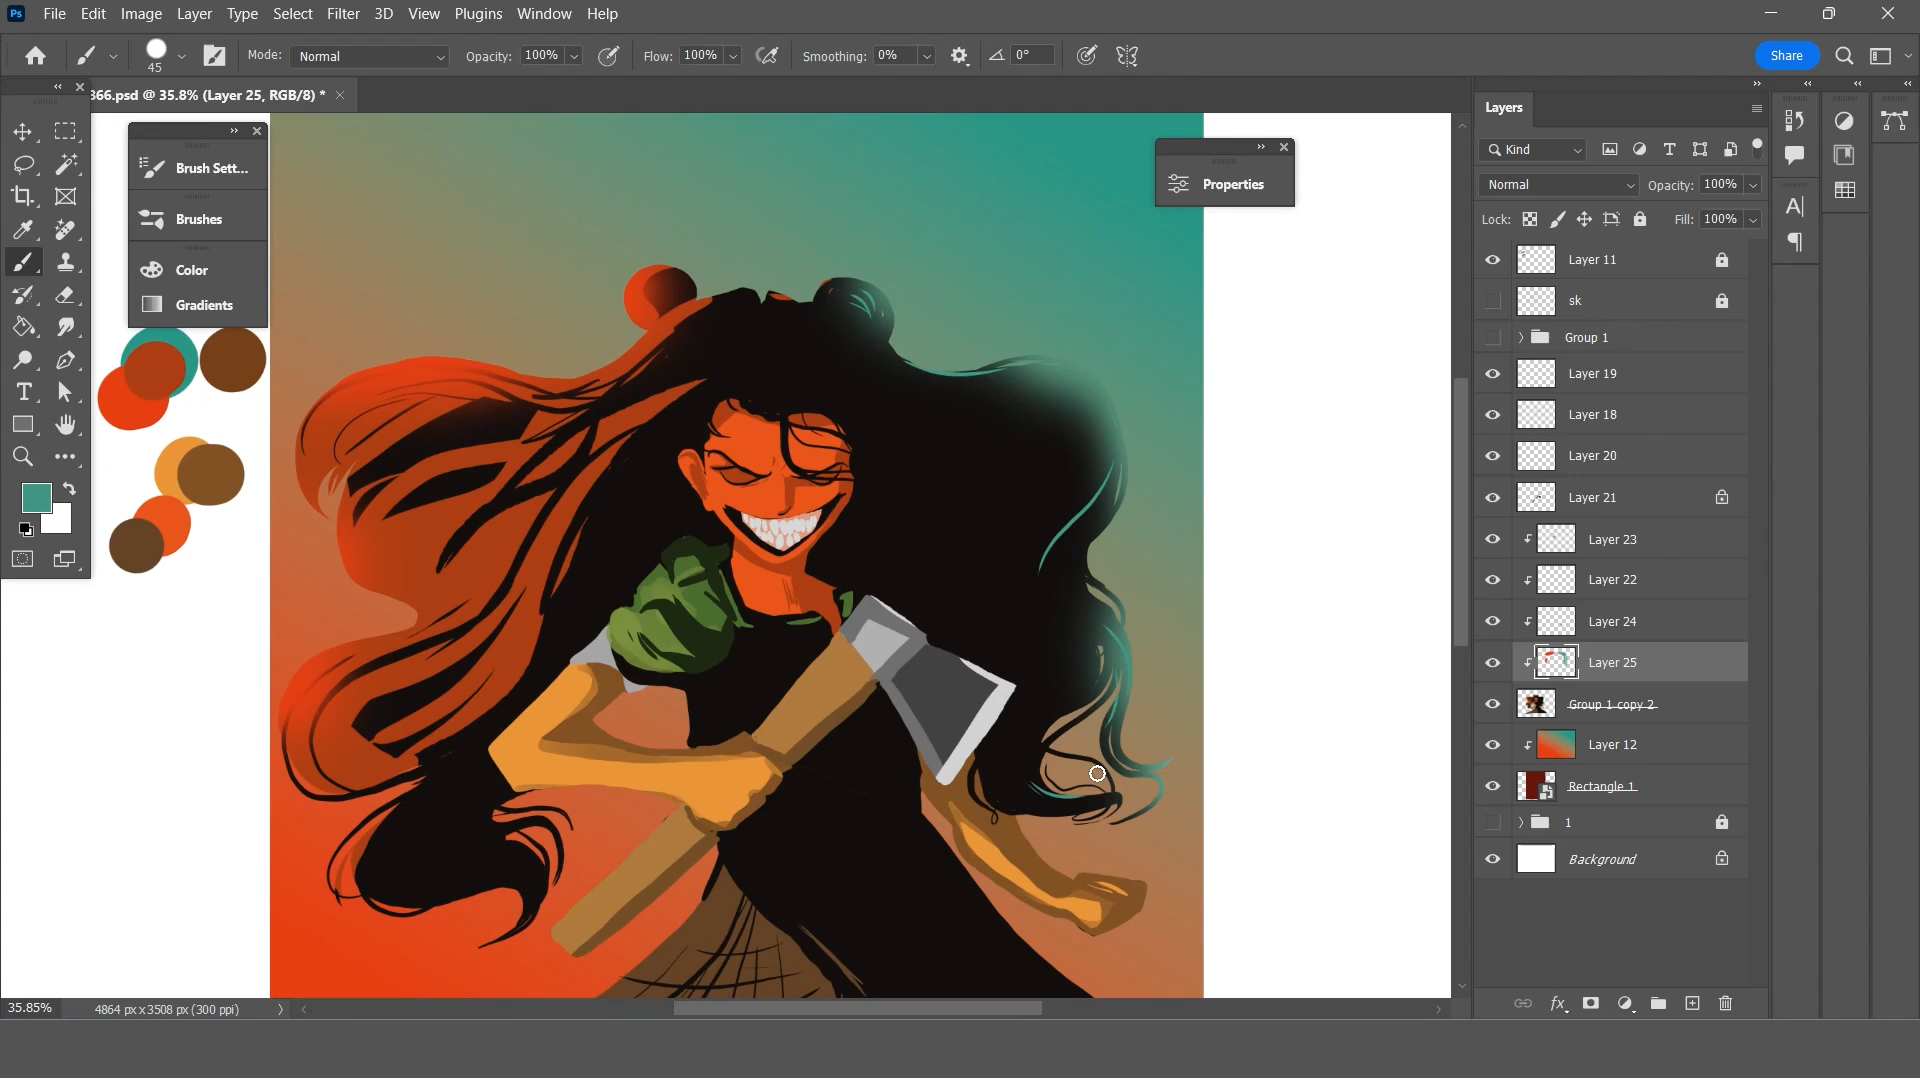 Ps File Edit Image Layer Type Select Filter 3D View Plugins Window Help
45 Mode: Normal Opacity: 100% Flow: 100% Smoothing: 0% 0° Share
366.psd @ 35.8% (Layer 25, RGB/8) *
Brush Sett...
Brushes
Color
Gradients
Properties
Layers
Kind
Normal Opacity: 100%
Lock: Fill: 100%
Layer 11
sk
Group 1
Layer 19
Layer 18
Layer 20
Layer 21
Layer 23
Layer 22
Layer 24
Layer 25
Group 1 copy 2
Layer 12
Rectangle 1
1
Background
35.85% 4864 px x 3508 px (300 ppi)